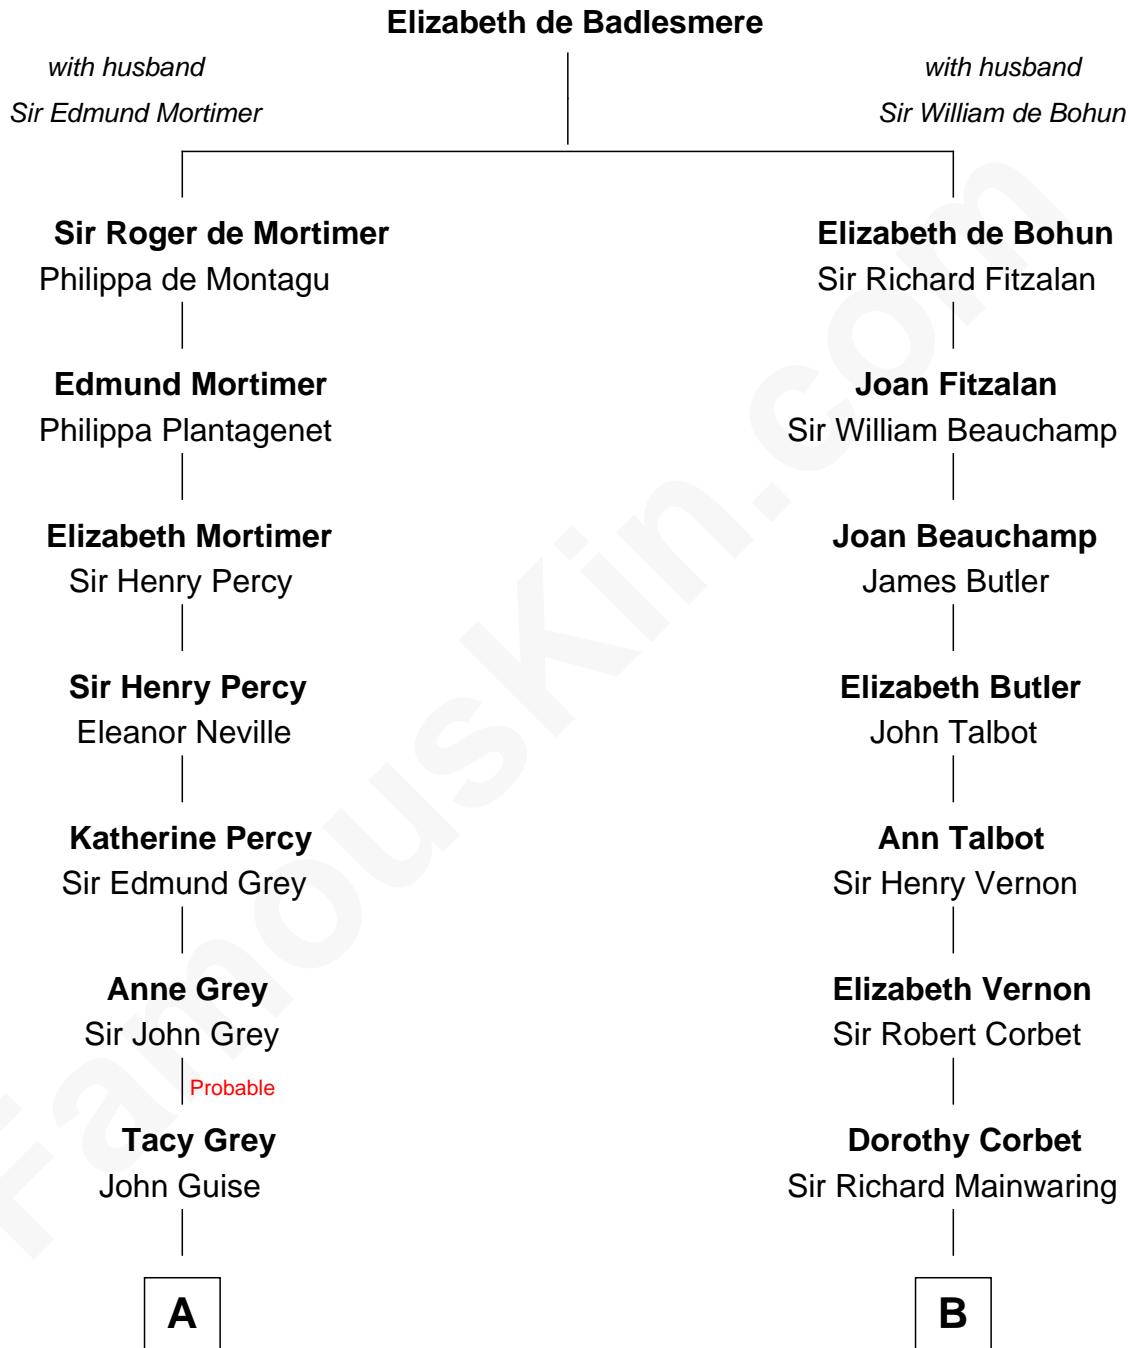 Elizabeth de Badlesmere
with husband
Sir Edmund Mortimer
with husband
Sir William de Bohun
Sir Roger de Mortimer
Philippa de Montagu
Elizabeth de Bohun
Sir Richard Fitzalan
Edmund Mortimer
Philippa Plantagenet
Joan Fitzalan
Sir William Beauchamp
Elizabeth Mortimer
Sir Henry Percy
Joan Beauchamp
James Butler
Sir Henry Percy
Eleanor Neville
Elizabeth Butler
John Talbot
Katherine Percy
Sir Edmund Grey
Ann Talbot
Sir Henry Vernon
Anne Grey
Sir John Grey
Elizabeth Vernon
Sir Robert Corbet
Probable
Tacy Grey
John Guise
Dorothy Corbet
Sir Richard Mainwaring
A
B
FamousKin.com